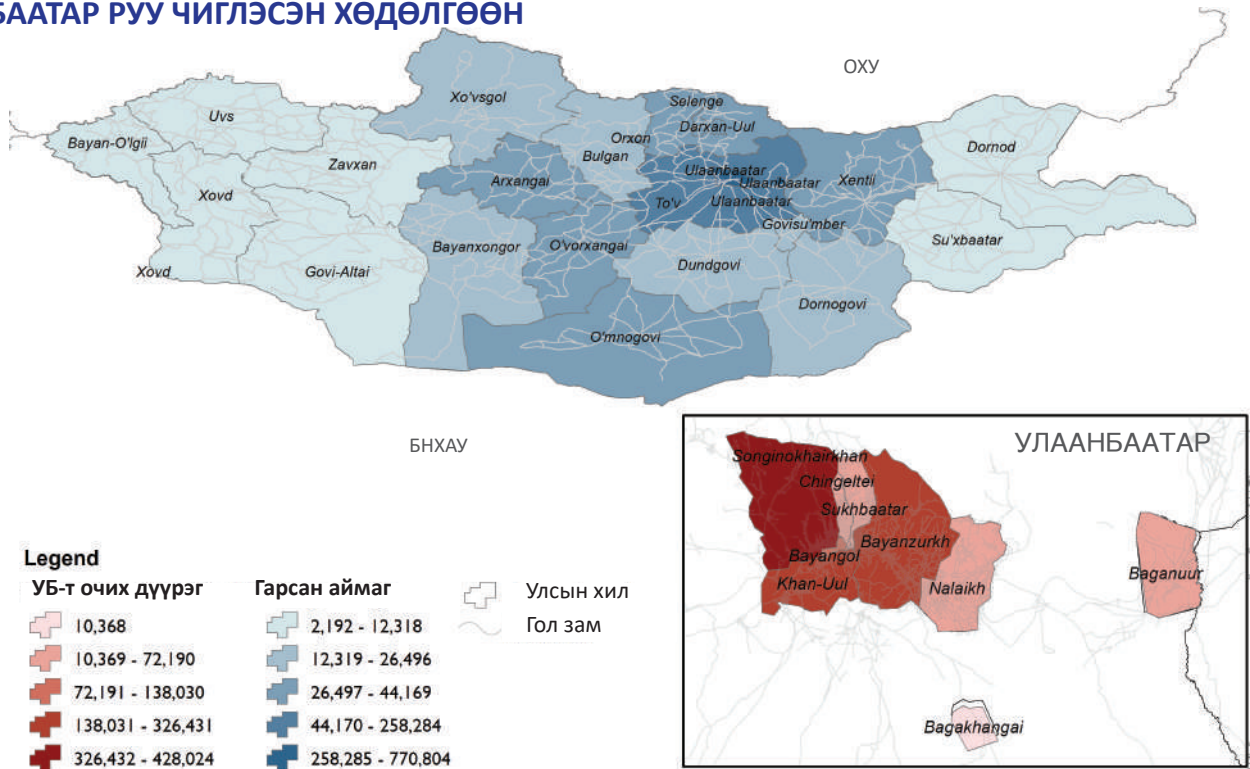 БААТАР РУУ ЧИГЛЭСЭН ХӨДӨЛГӨӨН
ОХУ
Xo'vsgol
Selenge
Uvs
Darxan-Uul
Orxon
Bayan-O'lgii
Dornod
Bulgan
Zavxan
Ulaanbaatar
Arxangai
Ulaanbaatar
Xentii
Xovd
To'v
Ulaanbaatar
Govisu'mber
Su'xbaatar
Bayanxongor
O'vorxangai
Xovd
Govi-Altai
Dundgovi
Dornogovi
O'mnogovi
БНХАУ
УЛААНБААТАР
Songinokhairkhan
Chingeltei
Sukhbaatar
Bayanzurkh
Bayangol
Khan-Uul
Nalaikh
Baganuur
Bagakhangai
Legend
УБ-т очих дүүрэг
10,368
10,369 - 72,190
72,191 - 138,030
138,031 - 326,431
326,432 - 428,024
Гарсан аймаг
2,192 - 12,318
12,319 - 26,496
26,497 - 44,169
44,170 - 258,284
258,285 - 770,804
Улсын хил
Гол зам